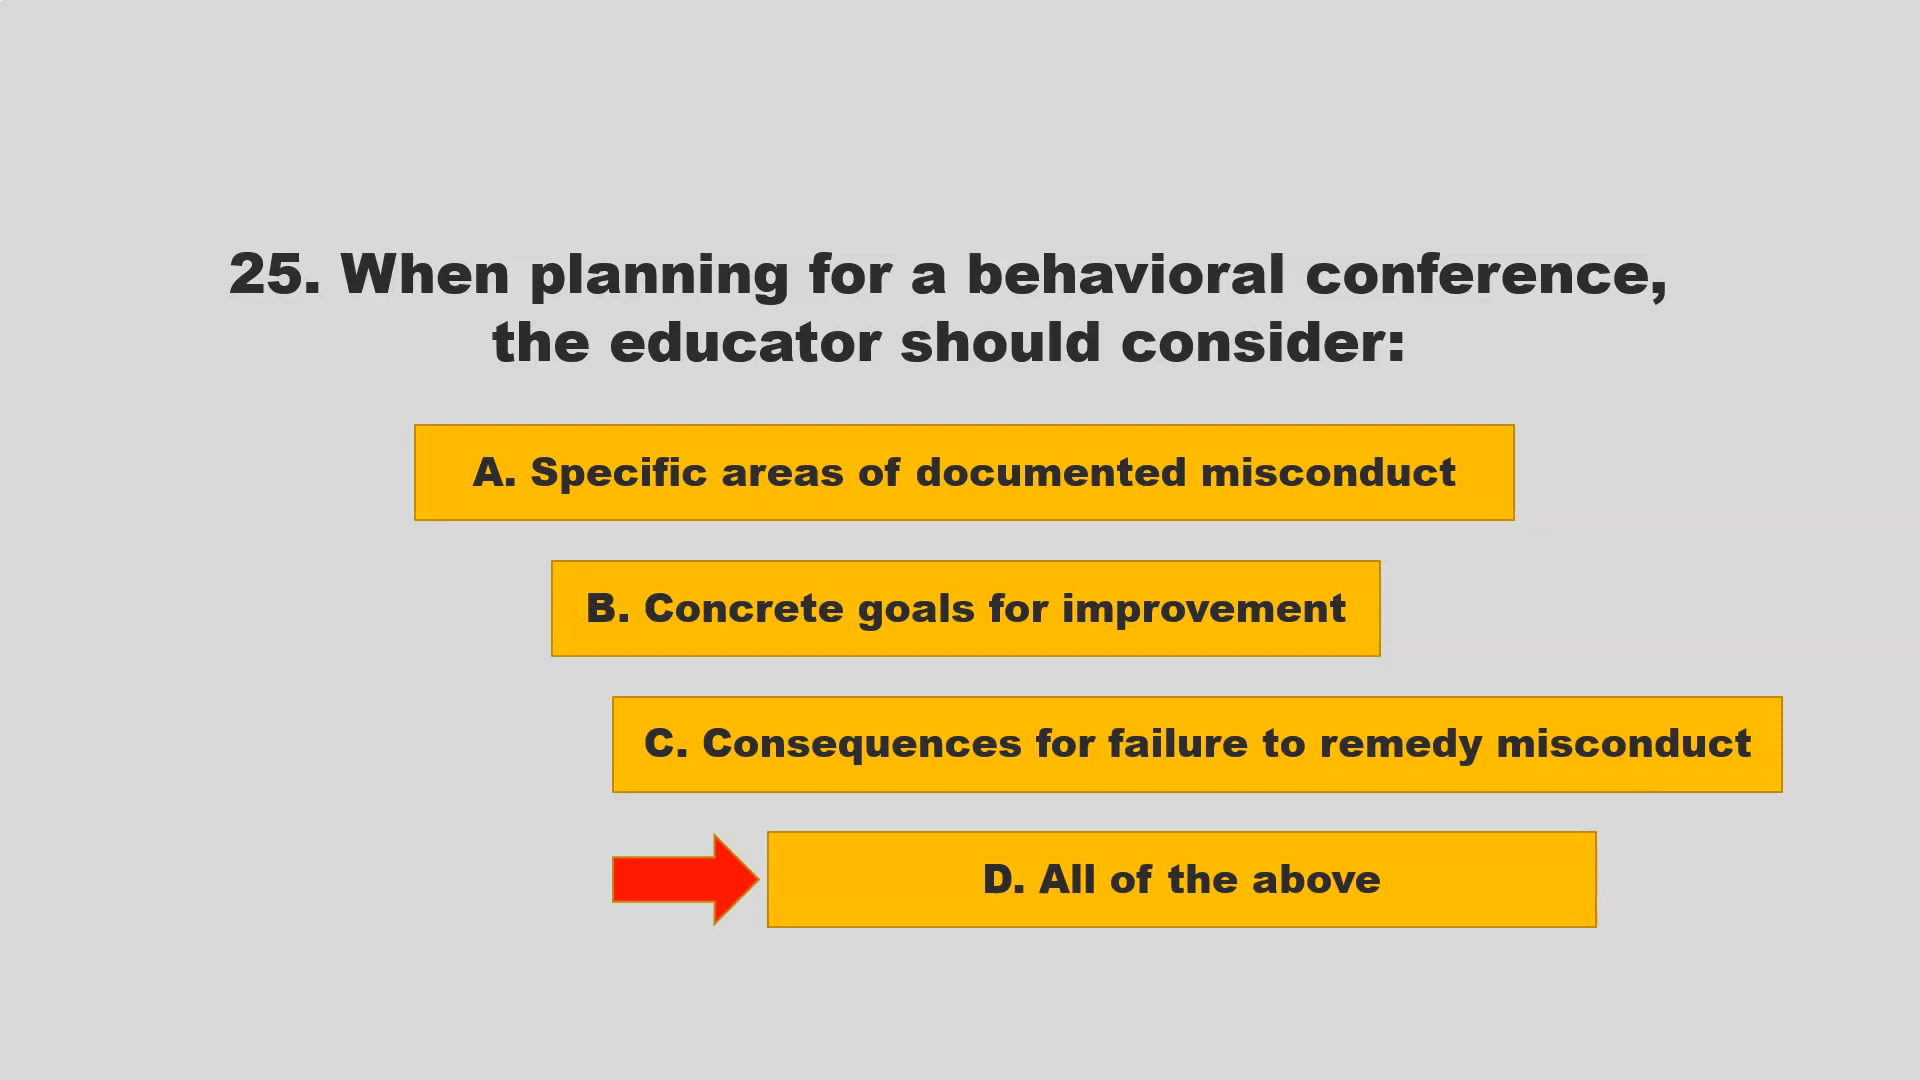 25. When planning for a behavioral conference,
the educator should consider:
A. Specific areas of documented misconduct
B. Concrete goals for improvement
C. Consequences for failure to remedy misconduct
D. All of the above